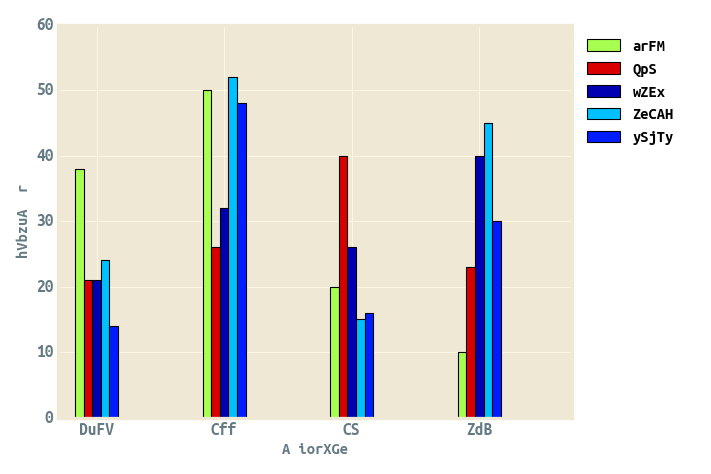 60
50
40
30
20
10
0
hVbzuA  r
DuFV Cff CS ZdB
A iorXGe
arFM
QpS
wZEx
ZeCAH
ySjTy